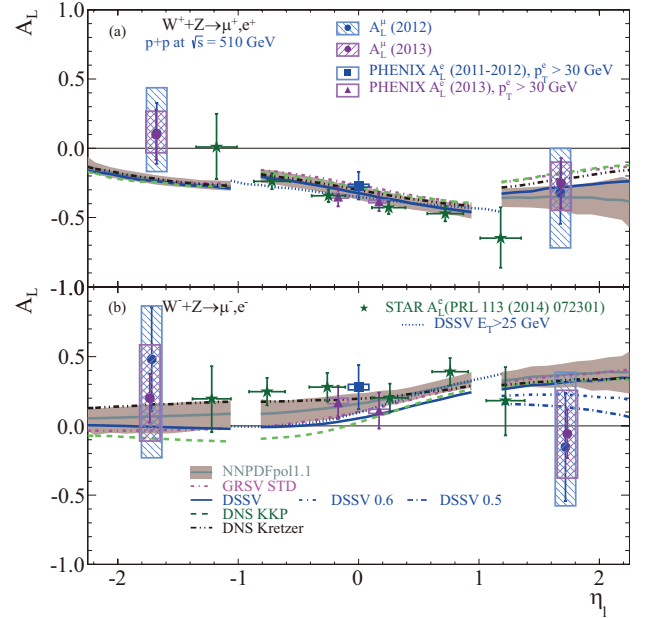 A_L
1.0
0.5
0.0
-0.5
-1.0
(a)
W⁺+Z→μ⁺,e⁺
p+p at √s = 510 GeV
A_L^μ (2012)
A_L^μ (2013)
PHENIX A_L^e (2011-2012), p_T^e > 30 GeV
PHENIX A_L^e (2013), p_T^e > 30 GeV
A_L
0.5
0.0
-0.5
-1.0
(b)
W⁻+Z→μ⁻,e⁻
STAR A_L^e(PRL 113 (2014) 072301)
DSSV E_T>25 GeV
NNPDFpol1.1
GRSV STD
DSSV DSSV 0.6 DSSV 0.5
DNS KKP
DNS Kretzer
-2 -1 0 1 2
η_l